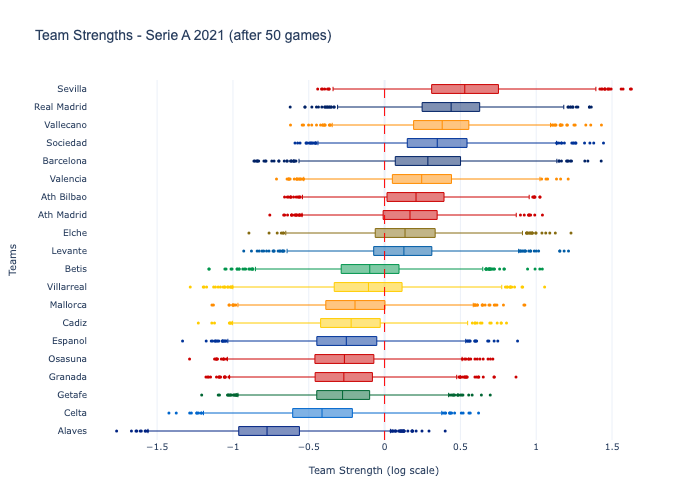 Team Strengths - Serie A 2021 (after 50 games)
Sevilla
Real Madrid
Vallecano
Sociedad
Barcelona
Valencia
Ath Bilbao
Ath Madrid
Elche
Levante
Betis
Villarreal
Mallorca
Cadiz
Espanol
Osasuna
Granada
Getafe
Celta
Alaves
Teams
−1.5
−1
−0.5
0
0.5
1
1.5
Team Strength (log scale)